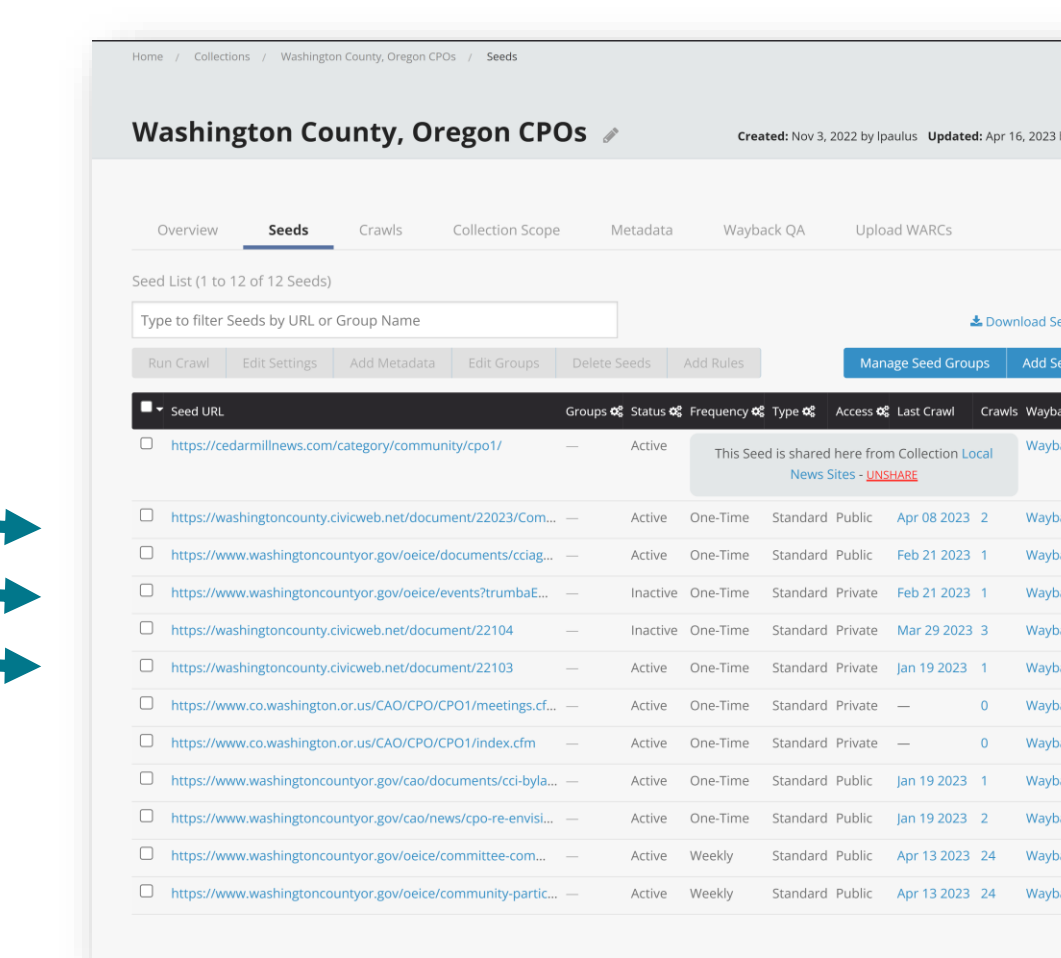 Home / Collections / Washington County, Oregon CPOs / Seeds
Washington County, Oregon CPOs Created: Nov 3, 2022 by lpaulus Updated: Apr 16, 2023
Overview Seeds Crawls Collection Scope Metadata Wayback QA Upload WARCs
Seed List (1 to 12 of 12 Seeds)
Type to filter Seeds by URL or Group Name
Download Se
Run Crawl Edit Settings Add Metadata Edit Groups Delete Seeds Add Rules Manage Seed Groups Add Se
Seed URL Groups Status Frequency Type Access Last Crawl Crawls Wayba
https://cedarmillnews.com/category/community/cpo1/ — Active This Seed is shared here from Collection Local Wayba
News Sites - UNSHARE
https://washingtoncounty.civicweb.net/document/22023/Com... — Active One-Time Standard Public Apr 08 2023 2 Wayba
https://www.washingtoncountyor.gov/oeice/documents/cciag... — Active One-Time Standard Public Feb 21 2023 1 Wayba
https://www.washingtoncountyor.gov/oeice/events?trumbaE... — Inactive One-Time Standard Private Feb 21 2023 1 Wayba
https://washingtoncounty.civicweb.net/document/22104 — Inactive One-Time Standard Private Mar 29 2023 3 Wayba
https://washingtoncounty.civicweb.net/document/22103 — Active One-Time Standard Private Jan 19 2023 1 Wayba
https://www.co.washington.or.us/CAO/CPO/CPO1/meetings.cf... — Active One-Time Standard Private — 0 Wayba
https://www.co.washington.or.us/CAO/CPO/CPO1/index.cfm — Active One-Time Standard Private — 0 Wayba
https://www.washingtoncountyor.gov/cao/documents/cci-byla... — Active One-Time Standard Public Jan 19 2023 1 Wayba
https://www.washingtoncountyor.gov/cao/news/cpo-re-envisi... — Active One-Time Standard Public Jan 19 2023 2 Wayba
https://www.washingtoncountyor.gov/oeice/committee-com... — Active Weekly Standard Public Apr 13 2023 24 Wayba
https://www.washingtoncountyor.gov/oeice/community-partic... — Active Weekly Standard Public Apr 13 2023 24 Wayba